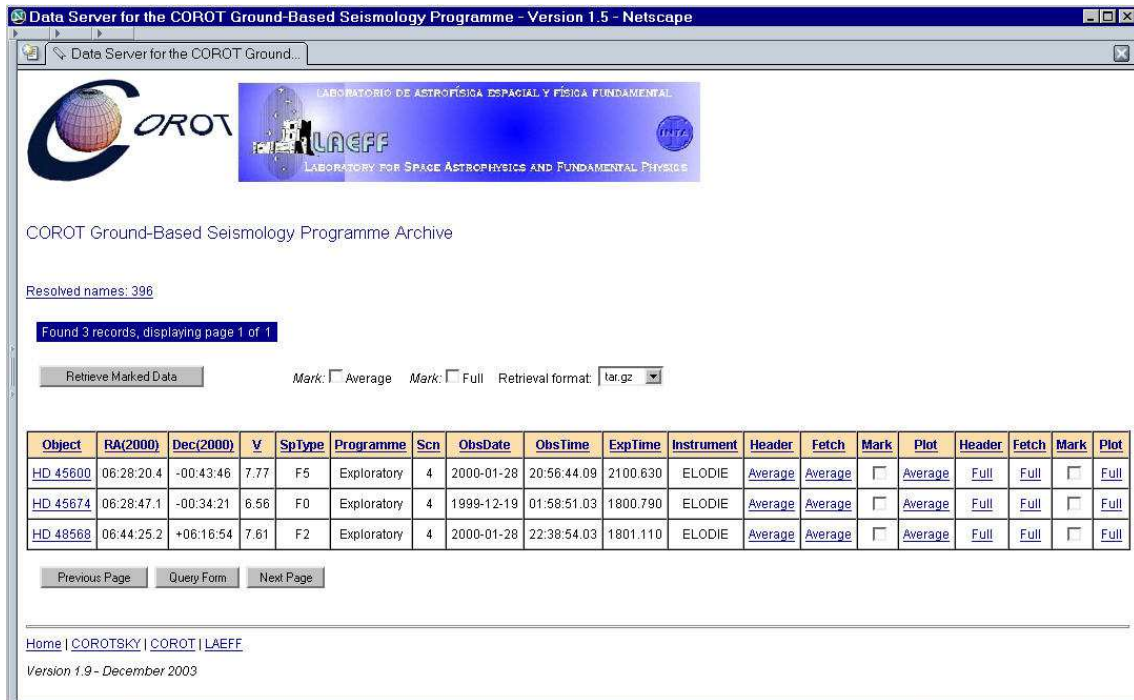 Data Server for the COROT Ground-Based Seismology Programme - Version 1.5 - Netscape
Data Server for the COROT Ground...
COROT
LABORATORIO DE ASTROFÍSICA ESPACIAL Y FÍSICA FUNDAMENTAL
LAEFF
INTA
LABORATORY FOR SPACE ASTROPHYSICS AND FUNDAMENTAL PHYSICS
COROT Ground-Based Seismology Programme Archive
Resolved names: 396
Found 3 records, displaying page 1 of 1
Retrieve Marked Data Mark: Average Mark: Full Retrieval format: tar.gz
Object RA(2000) Dec(2000) V SpType Programme Scn ObsDate ObsTime ExpTime Instrument Header Fetch Mark Plot Header Fetch Mark Plot
HD 45600 06:28:20.4 -00:43:46 7.77 F5 Exploratory 4 2000-01-28 20:56:44.09 2100.630 ELODIE Average Average Average Full Full Full
HD 45674 06:28:47.1 -00:34:21 6.56 F0 Exploratory 4 1999-12-19 01:58:51.03 1800.790 ELODIE Average Average Average Full Full Full
HD 48568 06:44:25.2 +06:16:54 7.61 F2 Exploratory 4 2000-01-28 22:38:54.03 1801.110 ELODIE Average Average Average Full Full Full
Previous Page Query Form Next Page
Home | COROTSKY | COROT | LAEFF
Version 1.9 - December 2003